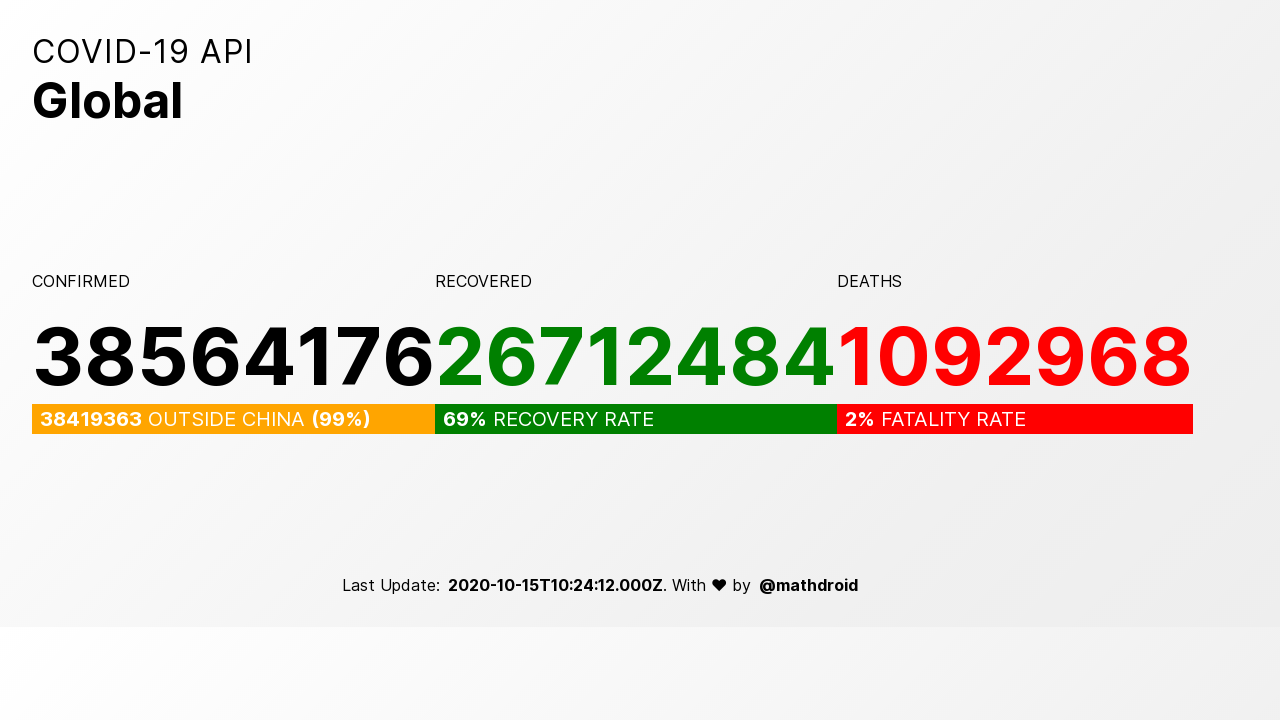 COVID-19 API
Global
CONFIRMED
38564176
38419363 OUTSIDE CHINA (99%)
RECOVERED
26712484
69% RECOVERY RATE
DEATHS
1092968
2% FATALITY RATE
Last Update: 2020-10-15T10:24:12.000Z. With ♥ by @mathdroid